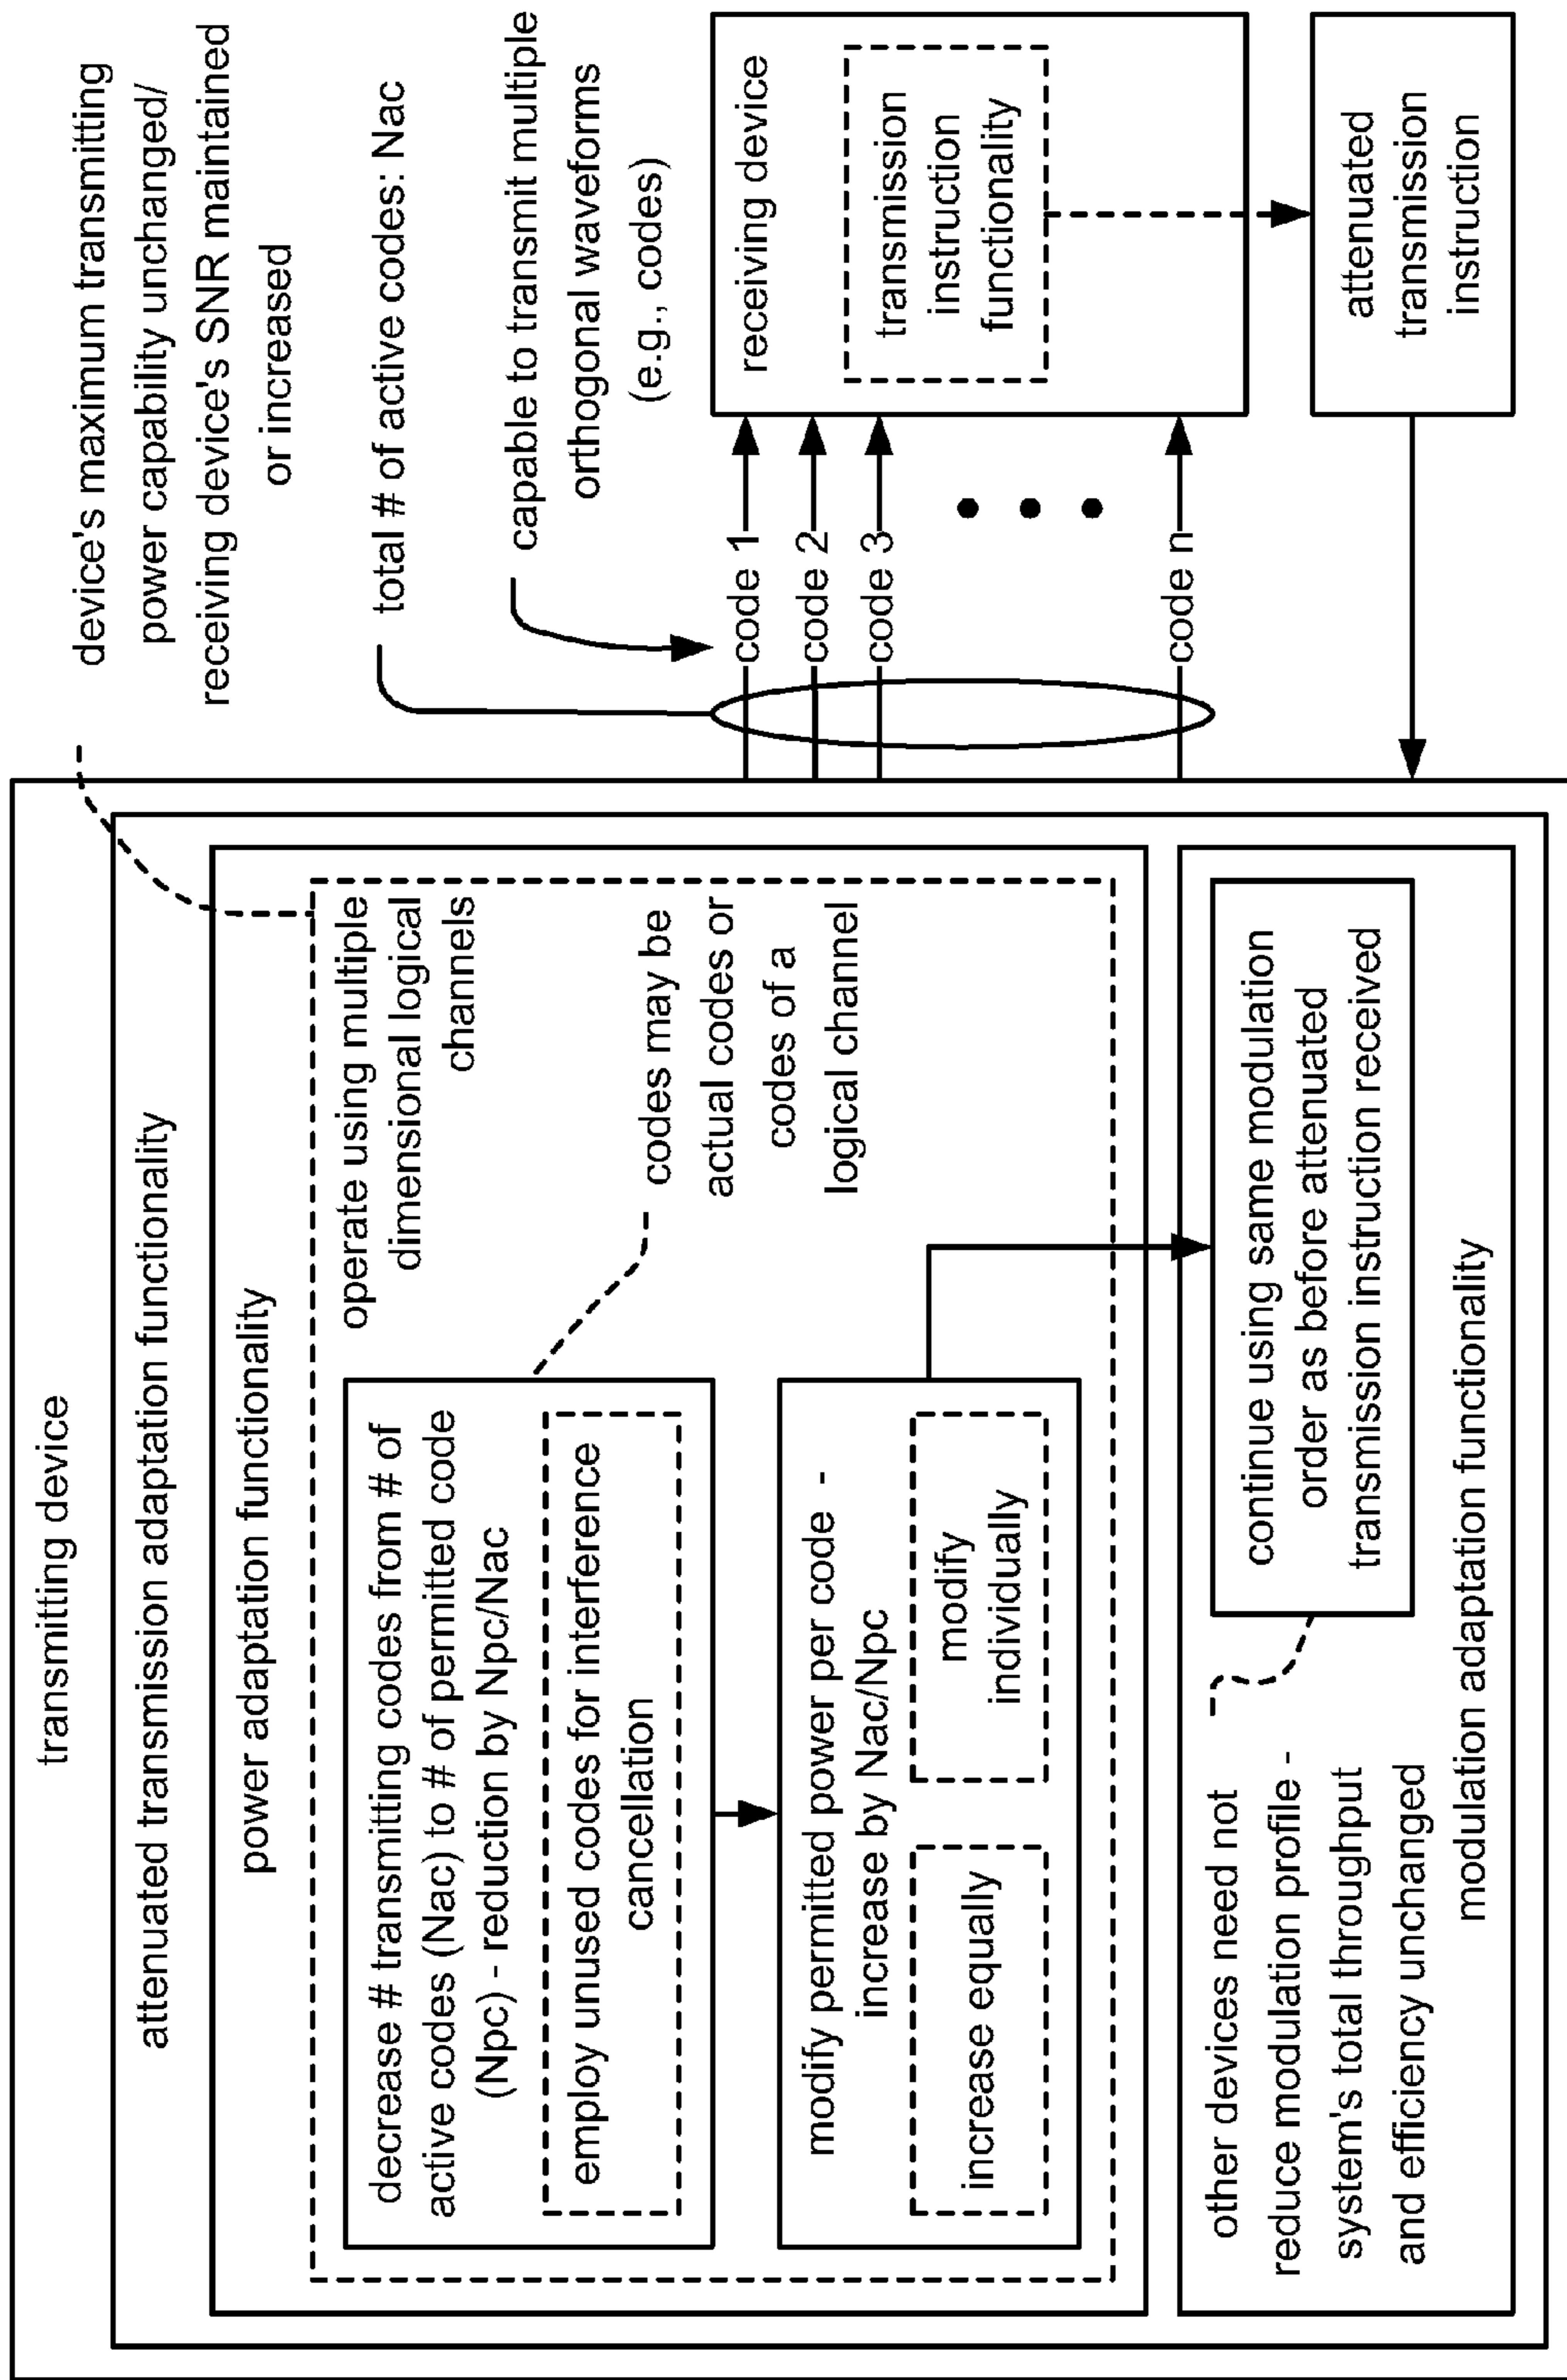 transmitting device
attenuated transmission adaptation functionality
power adaptation functionality
operate using multiple
dimensional logical
channels
decrease # transmitting codes from # of
active codes (Nac) to # of permitted code
(Npc) - reduction by Npc/Nac
employ unused codes for interference
cancellation
codes may be
actual codes or
codes of a
logical channel
modify permitted power per code -
increase by Nac/Npc
increase equally
modify
individually
other devices need not
reduce modulation profile -
system's total throughput
and efficiency unchanged
continue using same modulation
order as before attenuated
transmission instruction received
modulation adaptation functionality
device's maximum transmitting
power capability unchanged/
receiving device's SNR maintained
or increased
total # of active codes: Nac
capable to transmit multiple
orthogonal waveforms
(e.g., codes)
code 1
code 2
code 3
code n
receiving device
transmission
instruction
functionality
attenuated
transmission
instruction